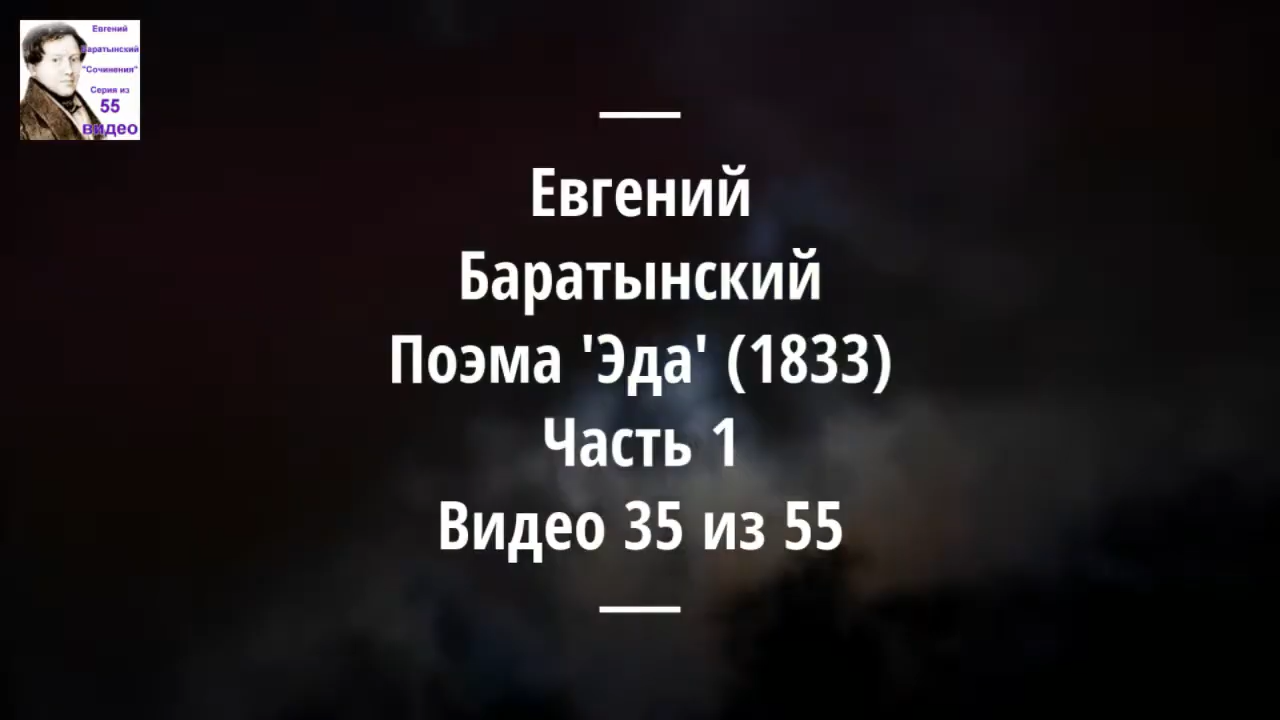 Евгений
Баратынский
"Сочинения"
Серия из
55
видео
Евгений
Баратынский
Поэма 'Эда' (1833)
Часть 1
Видео 35 из 55